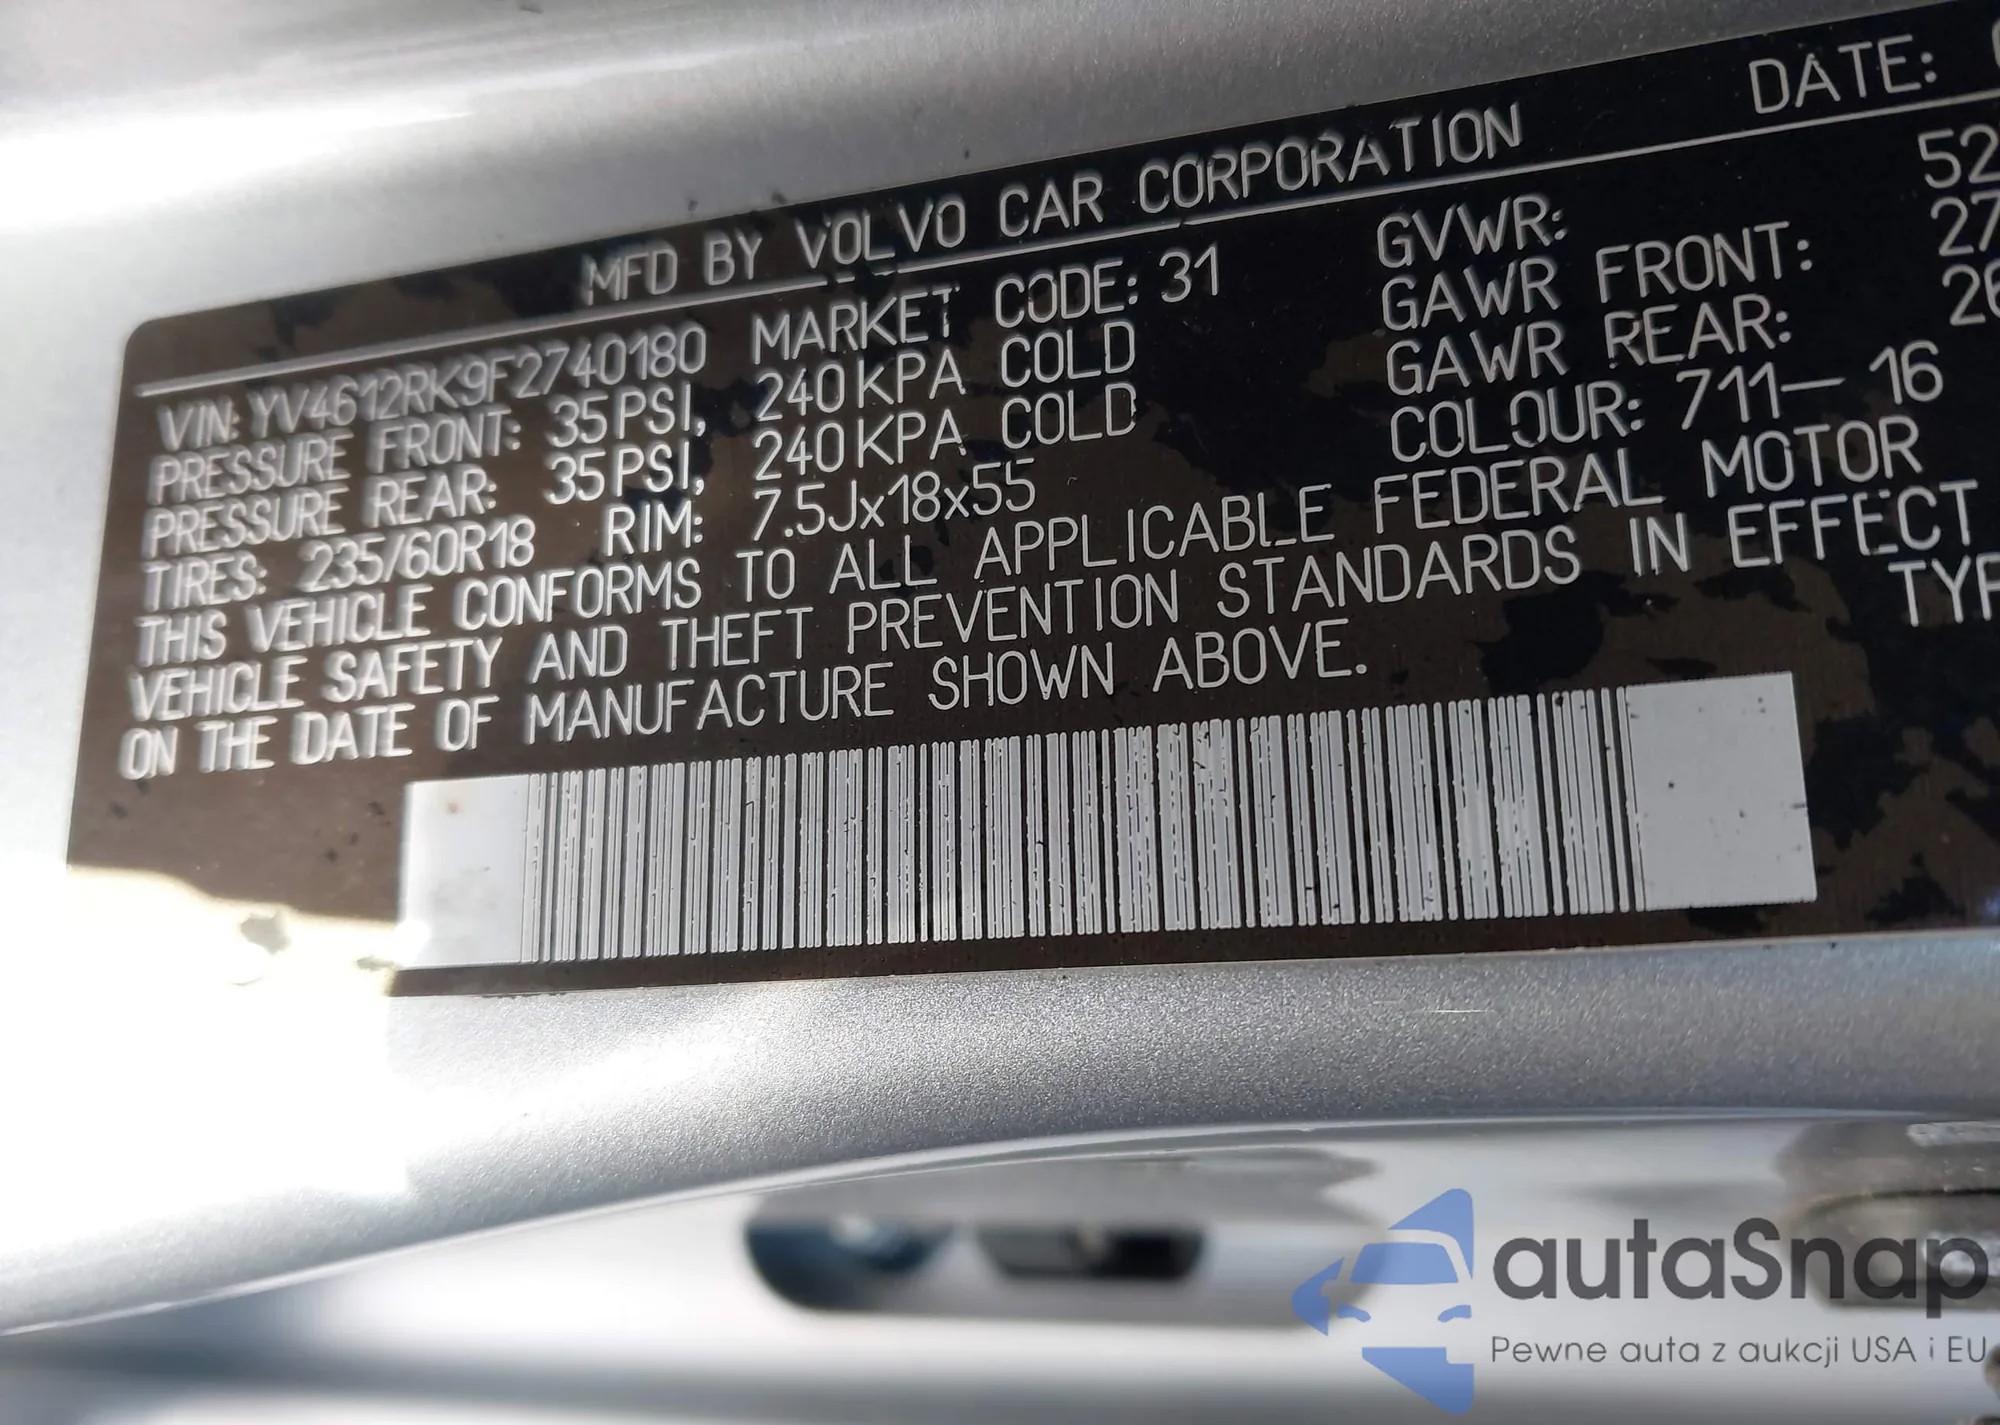 MFD BY VOLVO CAR CORPORATION DATE:
VIN: YV4612RK9F2740180 MARKET CODE: 31 GVWR: 52
PRESSURE FRONT: 35PSI, 240KPA COLD GAWR FRONT: 27
PRESSURE REAR: 35PSI, 240KPA COLD GAWR REAR: 26
TIRES: 235/60R18 RIM: 7.5Jx18x55 COLOUR: 711-16
THIS VEHICLE CONFORMS TO ALL APPLICABLE FEDERAL MOTOR
VEHICLE SAFETY AND THEFT PREVENTION STANDARDS IN EFFECT
ON THE DATE OF MANUFACTURE SHOWN ABOVE. TYP
autaSnap
Pewne auta z aukcji USA i EU